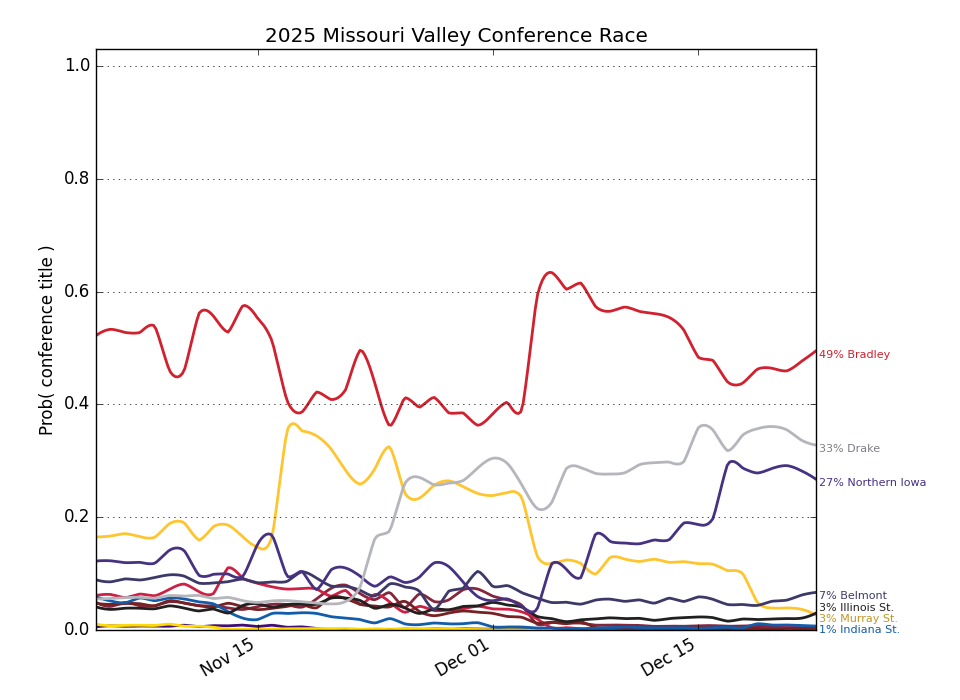 2025 Missouri Valley Conference Race
Prob( conference title )
1.0
0.8
0.6
0.4
0.2
0.0
Nov 15
Dec 01
Dec 15
49% Bradley
33% Drake
27% Northern Iowa
7% Belmont
3% Illinois St.
3% Murray St.
1% Indiana St.